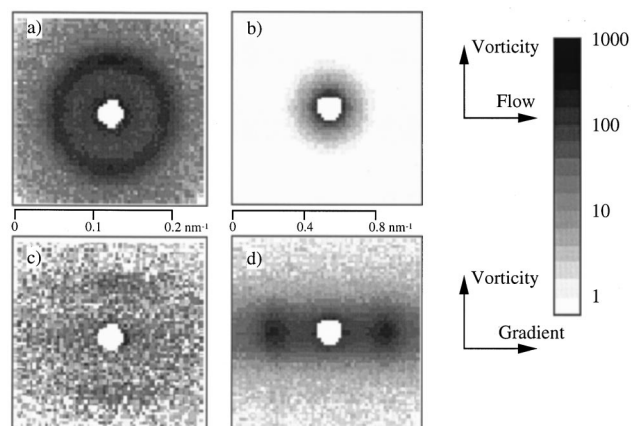 a)
b)
Vorticity
Flow
1000
100
10
1
0 0.1 0.2 nm⁻¹
0 0.4 0.8 nm⁻¹
c)
d)
Vorticity
Gradient